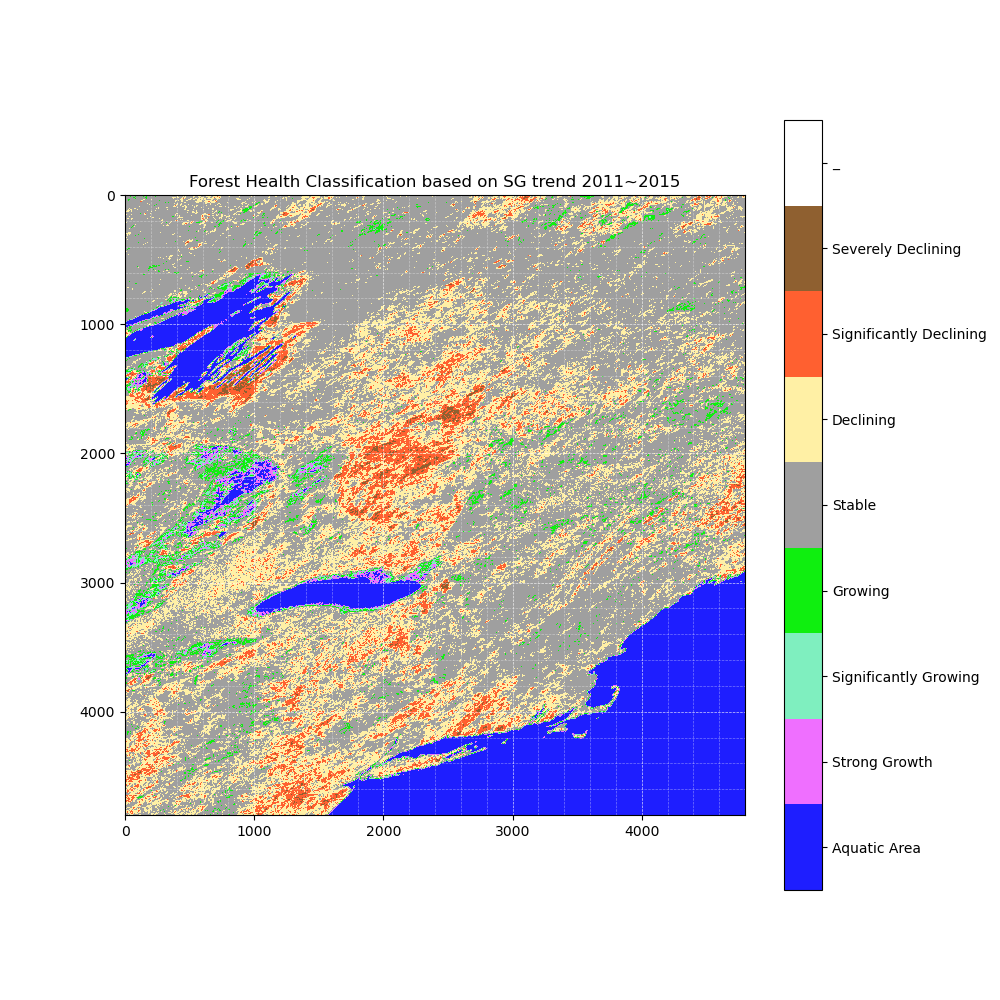 Forest Health Classification based on SG trend 2011~2015
0
1000
2000
3000
4000
0
1000
2000
3000
4000
_
Severely Declining
Significantly Declining
Declining
Stable
Growing
Significantly Growing
Strong Growth
Aquatic Area